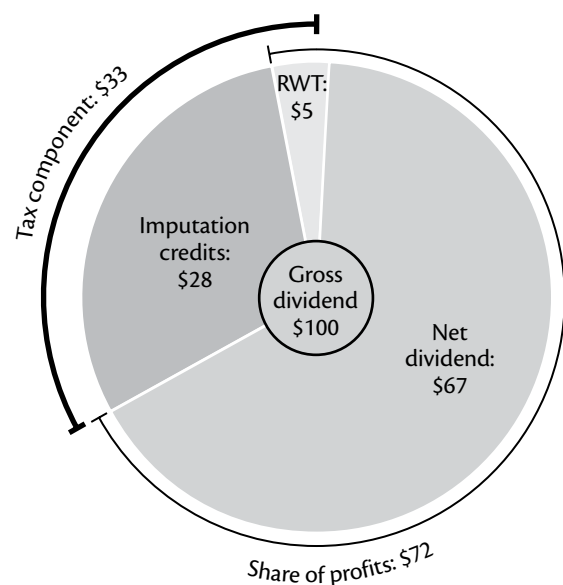 Tax component: $33
RWT:
$5
Imputation
credits:
$28
Gross
dividend
$100
Net
dividend:
$67
Share of profits: $72